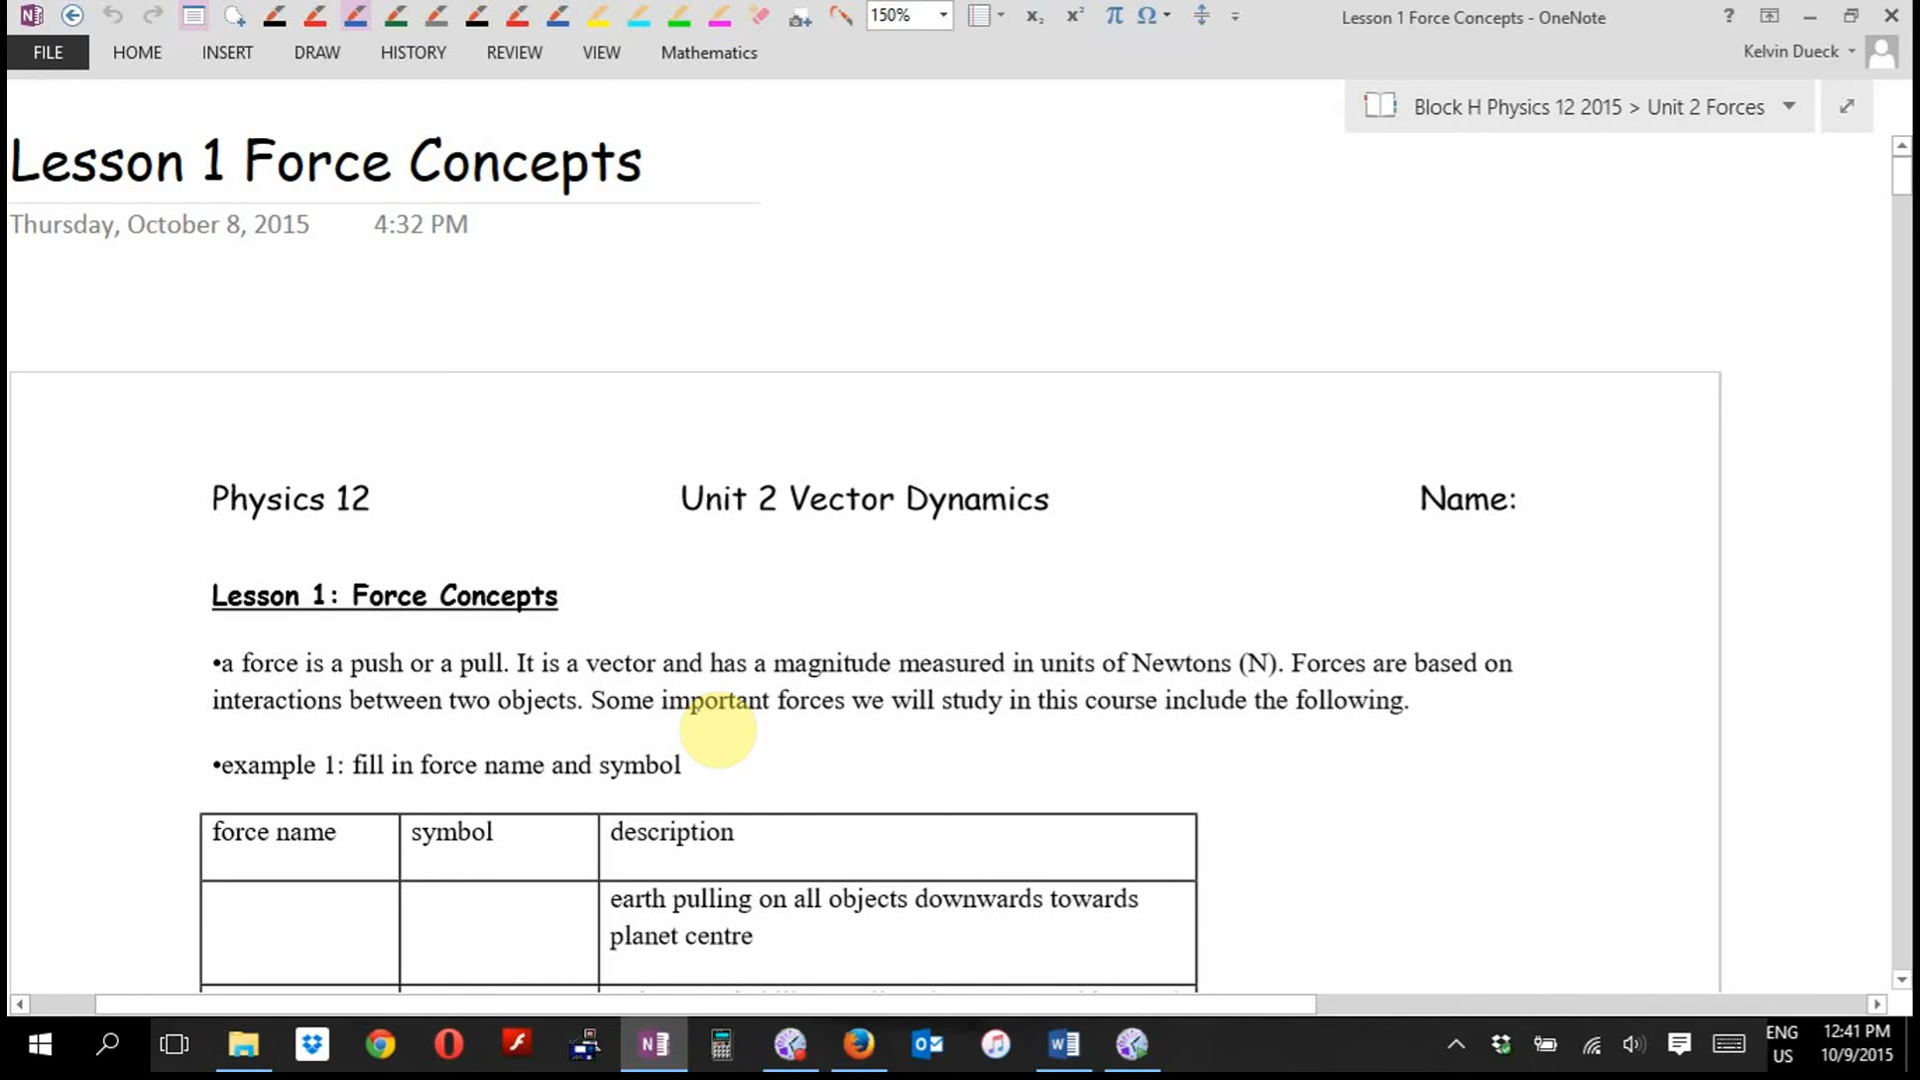 150%
x₂ x² π Ω
Lesson 1 Force Concepts - OneNote
?
FILE HOME INSERT DRAW HISTORY REVIEW VIEW Mathematics
Kelvin Dueck
Block H Physics 12 2015 > Unit 2 Forces
Lesson 1 Force Concepts
Thursday, October 8, 2015 4:32 PM
Physics 12 Unit 2 Vector Dynamics Name:
Lesson 1: Force Concepts
•a force is a push or a pull. It is a vector and has a magnitude measured in units of Newtons (N). Forces are based on
interactions between two objects. Some important forces we will study in this course include the following.
•example 1: fill in force name and symbol
force name symbol description
earth pulling on all objects downwards towards
planet centre
ENG 12:41 PM
US 10/9/2015